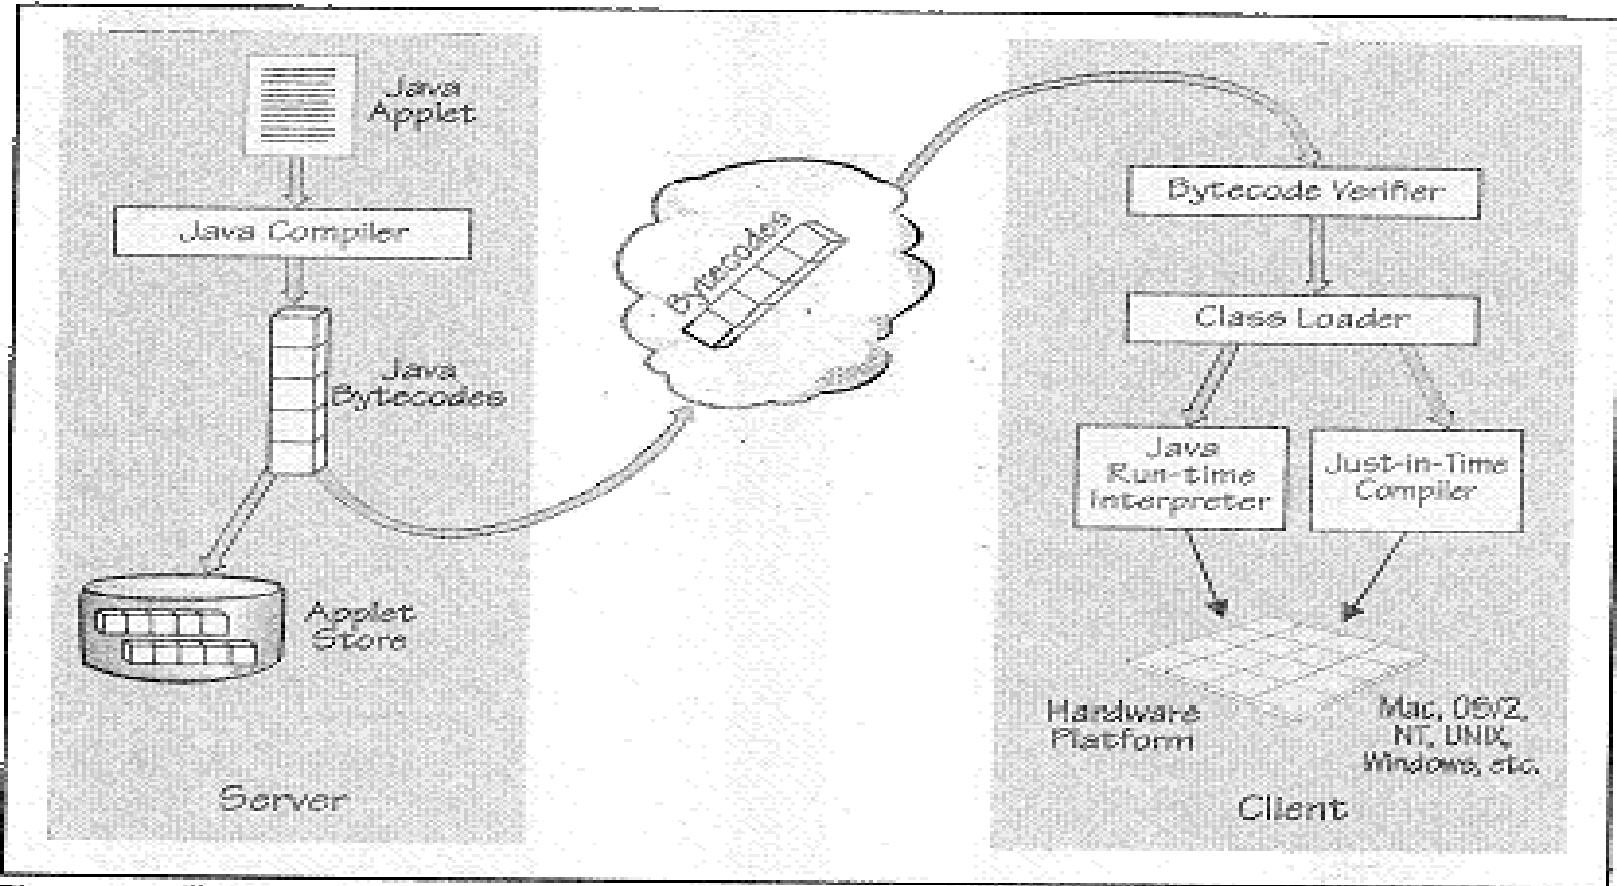 Java
Applet
Java Compiler
Java
Bytecodes
Applet
Store
Server
Bytecodes
Bytecode Verifier
Class Loader
Java
Run-time
Interpreter
Just-in-Time
Compiler
Hardware
Platform
Mac, OS/2,
NT, UNIX,
Windows, etc.
Client